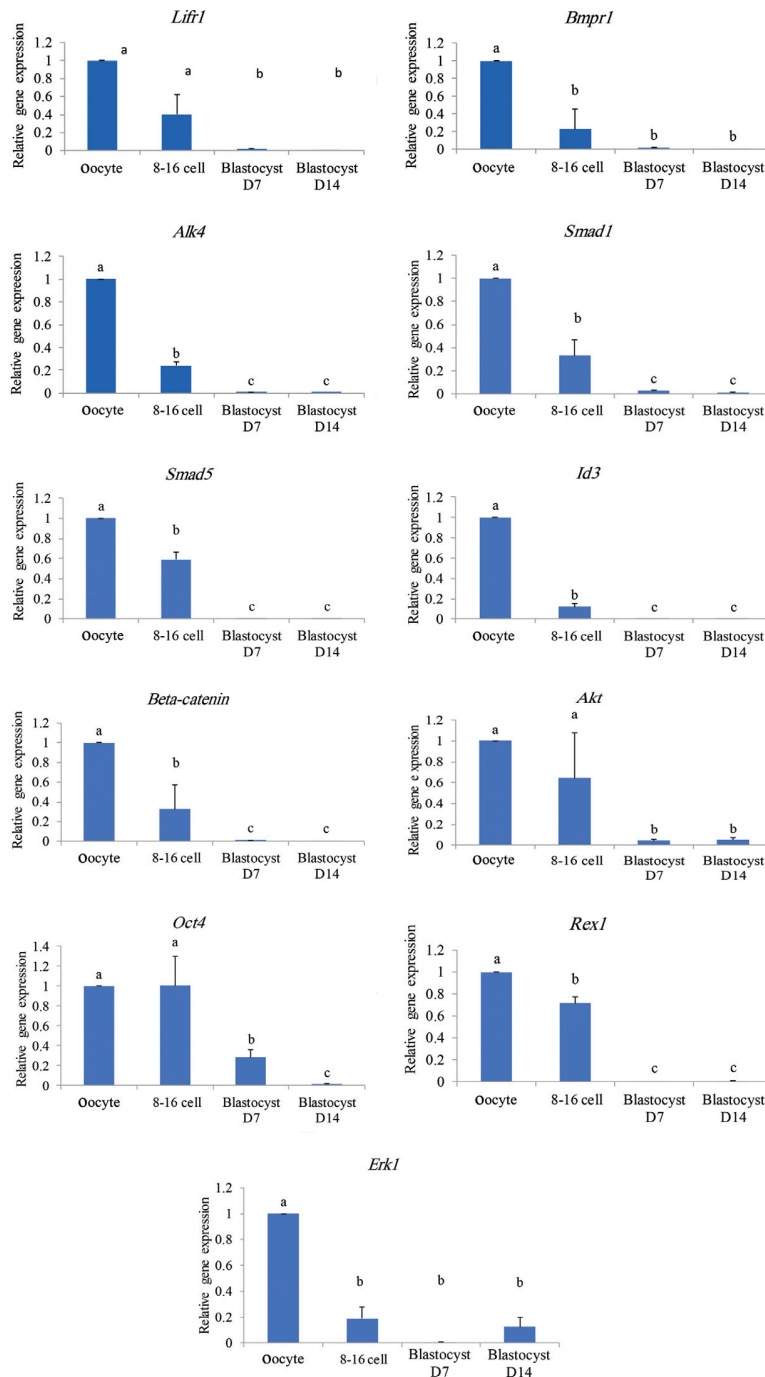 Lifr1
Relative gene expression
1.2
1
0.8
0.6
0.4
0.2
0
a
a
b
b
Oocyte
8-16 cell
Blastocyst
D7
Blastocyst
D14
Bmpr1
Relative gene expression
1.2
1
0.8
0.6
0.4
0.2
0
a
b
b
b
Oocyte
8-16 cell
Blastocyst
D7
Blastocyst
D14
Alk4
Relative gene expreesion
1.2
1
0.8
0.6
0.4
0.2
0
a
b
c
c
Oocyte
8-16 cell
Blastocyst
D7
Blastocyst
D14
Smad1
Relative gene expression
1.2
1
0.8
0.6
0.4
0.2
0
a
b
c
c
Oocyte
8-16 cell
Blastocyst
D7
Blastocyst
D14
Smad5
Relative gene expression
1.2
1
0.8
0.6
0.4
0.2
0
a
b
c
c
Oocyte
8-16 cell
Blastocyst
D7
Blastocyst
D14
Id3
Relative gene expression
1.2
1
0.8
0.6
0.4
0.2
0
a
b
c
c
Oocyte
8-16 cell
Blastocyst
D7
Blastocyst
D14
Beta-catenin
Relative gene expression
1.2
1
0.8
0.6
0.4
0.2
0
a
b
c
c
Oocyte
8-16 cell
Blastocyst
D7
Blastocyst
D14
Akt
Relative gene e xpression
1.2
1
0.8
0.6
0.4
0.2
0
a
a
b
b
Oocyte
8-16 cell
Blastocyst
D7
Blastocyst
D14
Oct4
Relative gene expression
1.4
1.2
1
0.8
0.6
0.4
0.2
0
a
a
b
c
Oocyte
8-16 cell
Blastocyst
D7
Blastocyst
D14
Rex1
Relative gene expression
1.2
1
0.8
0.6
0.4
0.2
0
a
b
c
c
Oocyte
8-16 cell
Blastocyst
D7
Blastocyst
D14
Erk1
Relative gene expression
1.2
1
0.8
0.6
0.4
0.2
0
a
b
b
b
Oocyte
8-16 cell
Blastocyst
D7
Blastocyst
D14